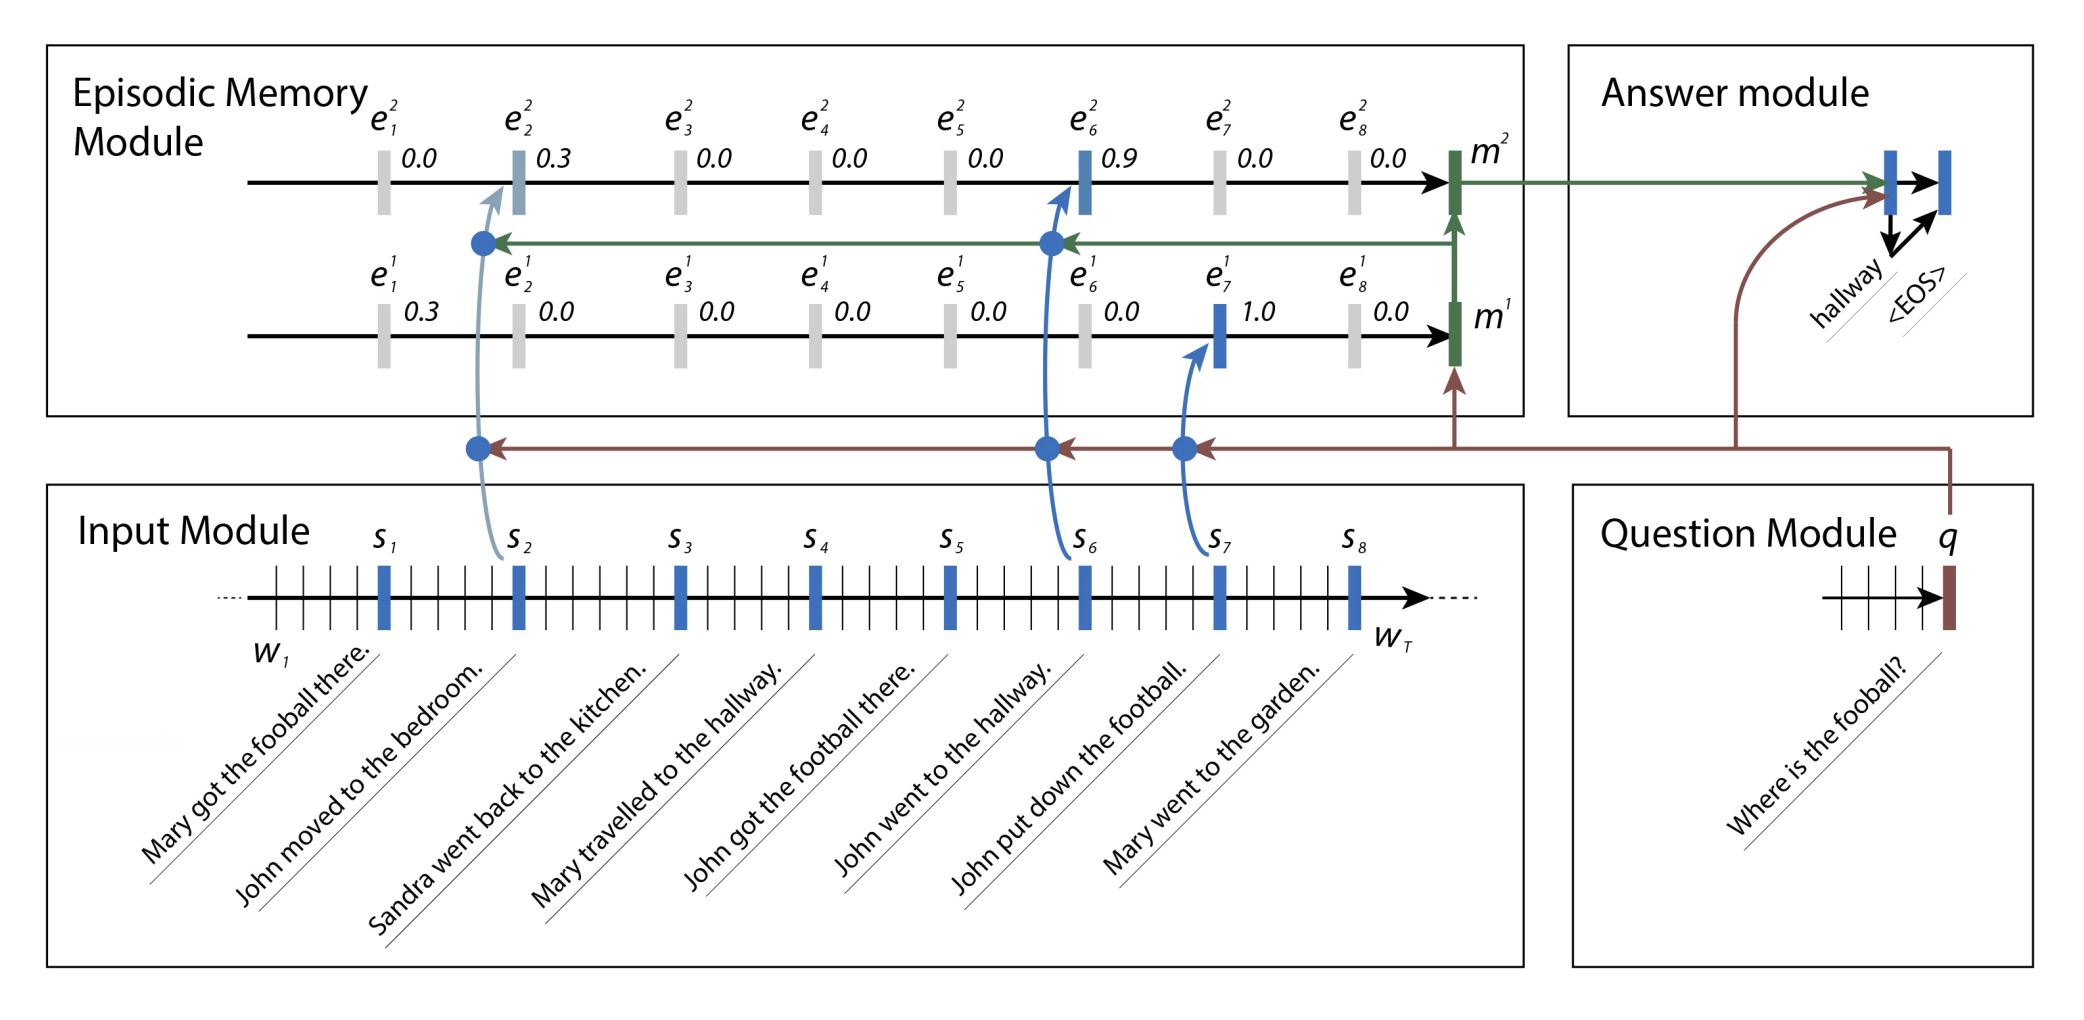 Episodic Memory
Module
e₁² e₂² e₃² e₄² e₅² e₆² e₇² e₈²
0.0 0.3 0.0 0.0 0.0 0.9 0.0 0.0 m²
e₁¹ e₂¹ e₃¹ e₄¹ e₅¹ e₆¹ e₇¹ e₈¹
0.3 0.0 0.0 0.0 0.0 0.0 1.0 0.0 m¹
Answer module
hallway
<EOS>
Input Module
s₁ s₂ s₃ s₄ s₅ s₆ s₇ s₈
w₁
w_T
Mary got the fooball there.
John moved to the bedroom.
Sandra went back to the kitchen.
Mary travelled to the hallway.
John got the football there.
John went to the hallway.
John put down the football.
Mary went to the garden.
Question Module
q
Where is the fooball?